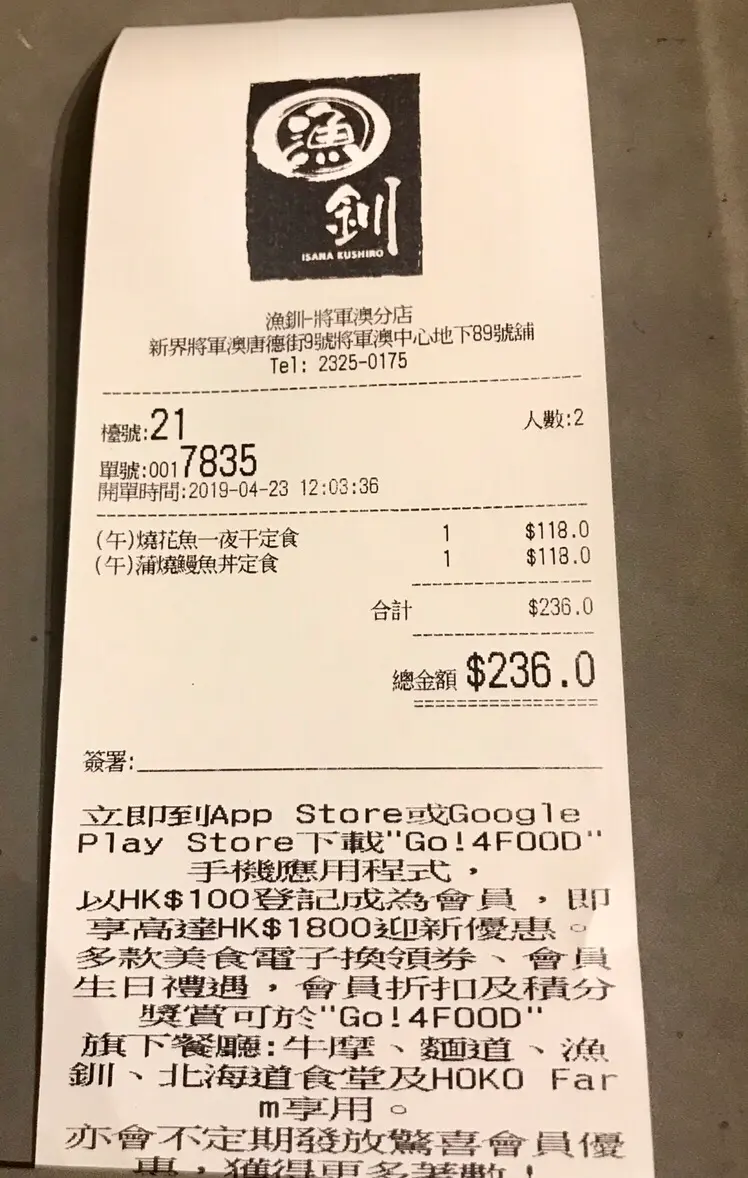 漁
釧
ISANA KUSHIRO
漁釧-將軍澳分店
新界將軍澳唐德街9號將軍澳中心地下89號舖
Tel: 2325-0175
檯號:21 人數:2
單號:0017835
開單時間:2019-04-23 12:03:36
(午)燒花魚一夜干定食 1 $118.0
(午)蒲燒鰻魚丼定食 1 $118.0
合計 $236.0
總金額 $236.0
簽署:
立即到App Store或Google
Play Store下載"Go!4FOOD"
手機應用程式，
以HK$100登記成為會員，即
享高達HK$1800迎新優惠。
多款美食電子換領券、會員
生日禮遇，會員折扣及積分
獎賞可於"Go!4FOOD"
旗下餐廳:牛摩、麵道、漁
釧、北海道食堂及HOKO Far
m享用。
亦會不定期發放驚喜會員優
惠，獲得更多著數!